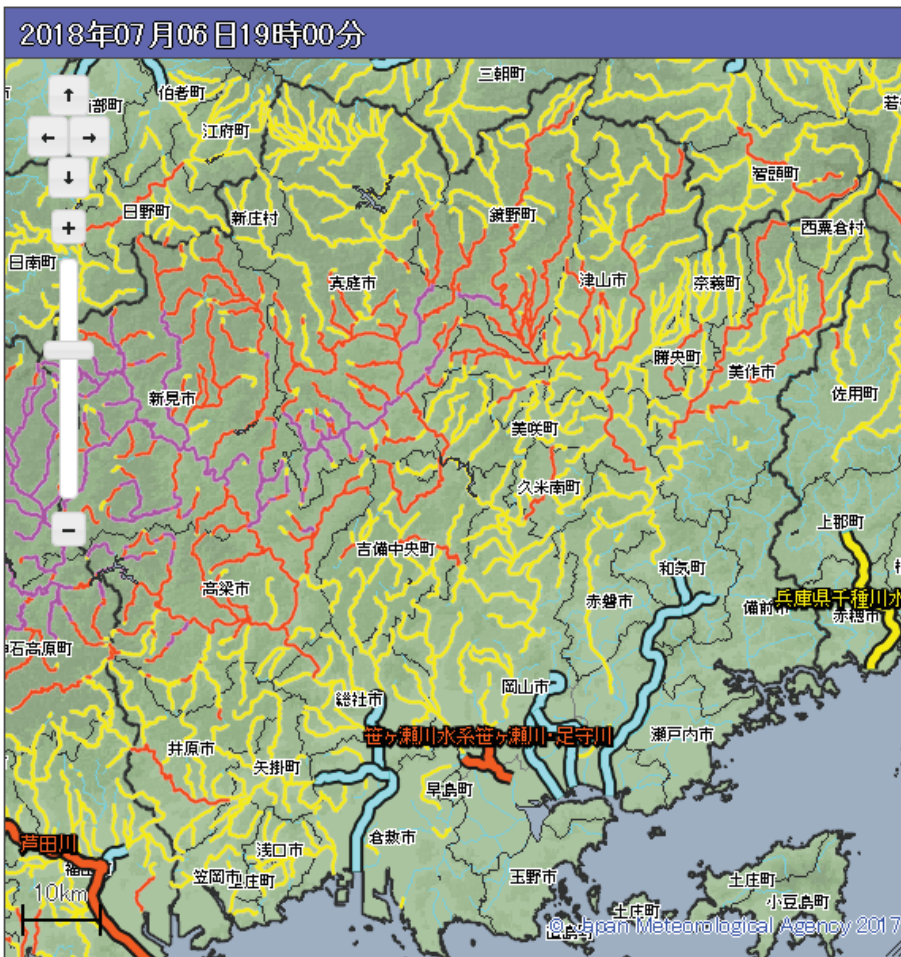 2018年07月06日19時00分
三朝町
伯耆町
江府町
智頭町
日野町
新庄村
鏡野町
西粟倉村
日南町
真庭市
津山市
奈義町
勝央町
美作市
新見市
佐用町
美咲町
久米南町
上郡町
吉備中央町
和気町
高梁市
赤磐市
備前市
兵庫県千種川水
赤穂市
石高原町
総社市
岡山市
笹ヶ瀬川水系笹ヶ瀬川・足守川
瀬戸内市
井原市
矢掛町
早島町
芦田川
倉敷市
浅口市
笠岡市
玉野市
土庄町
小豆島町
土庄町
10km
© Japan Meteorological Agency 2017